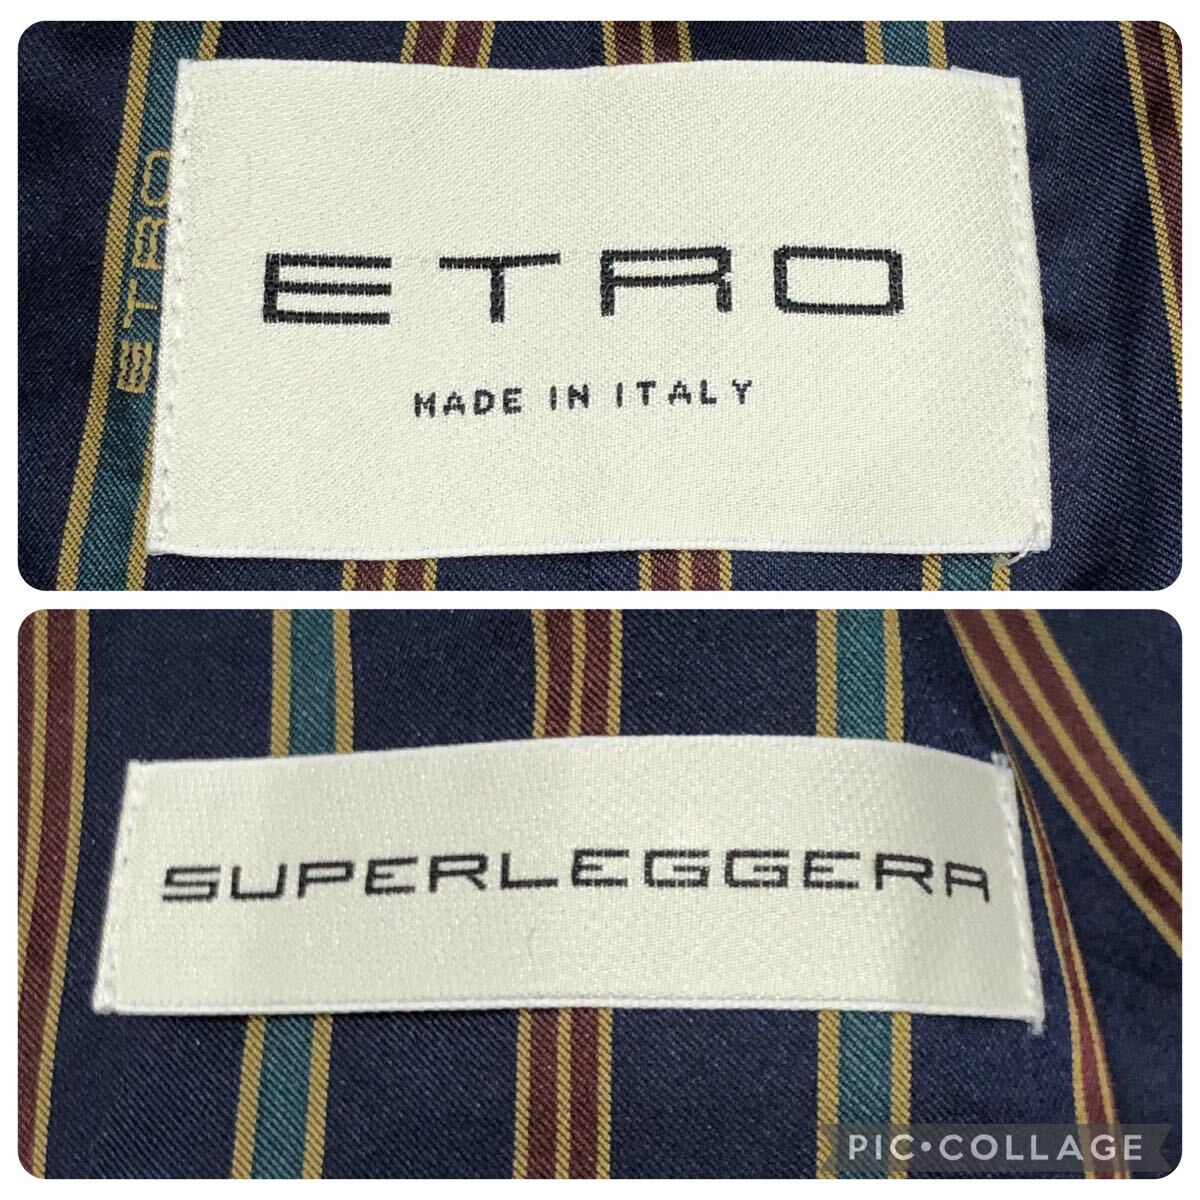 ETRO
ETRO
MADE IN ITALY
SUPERLEGGERA
PIC•COLLAGE